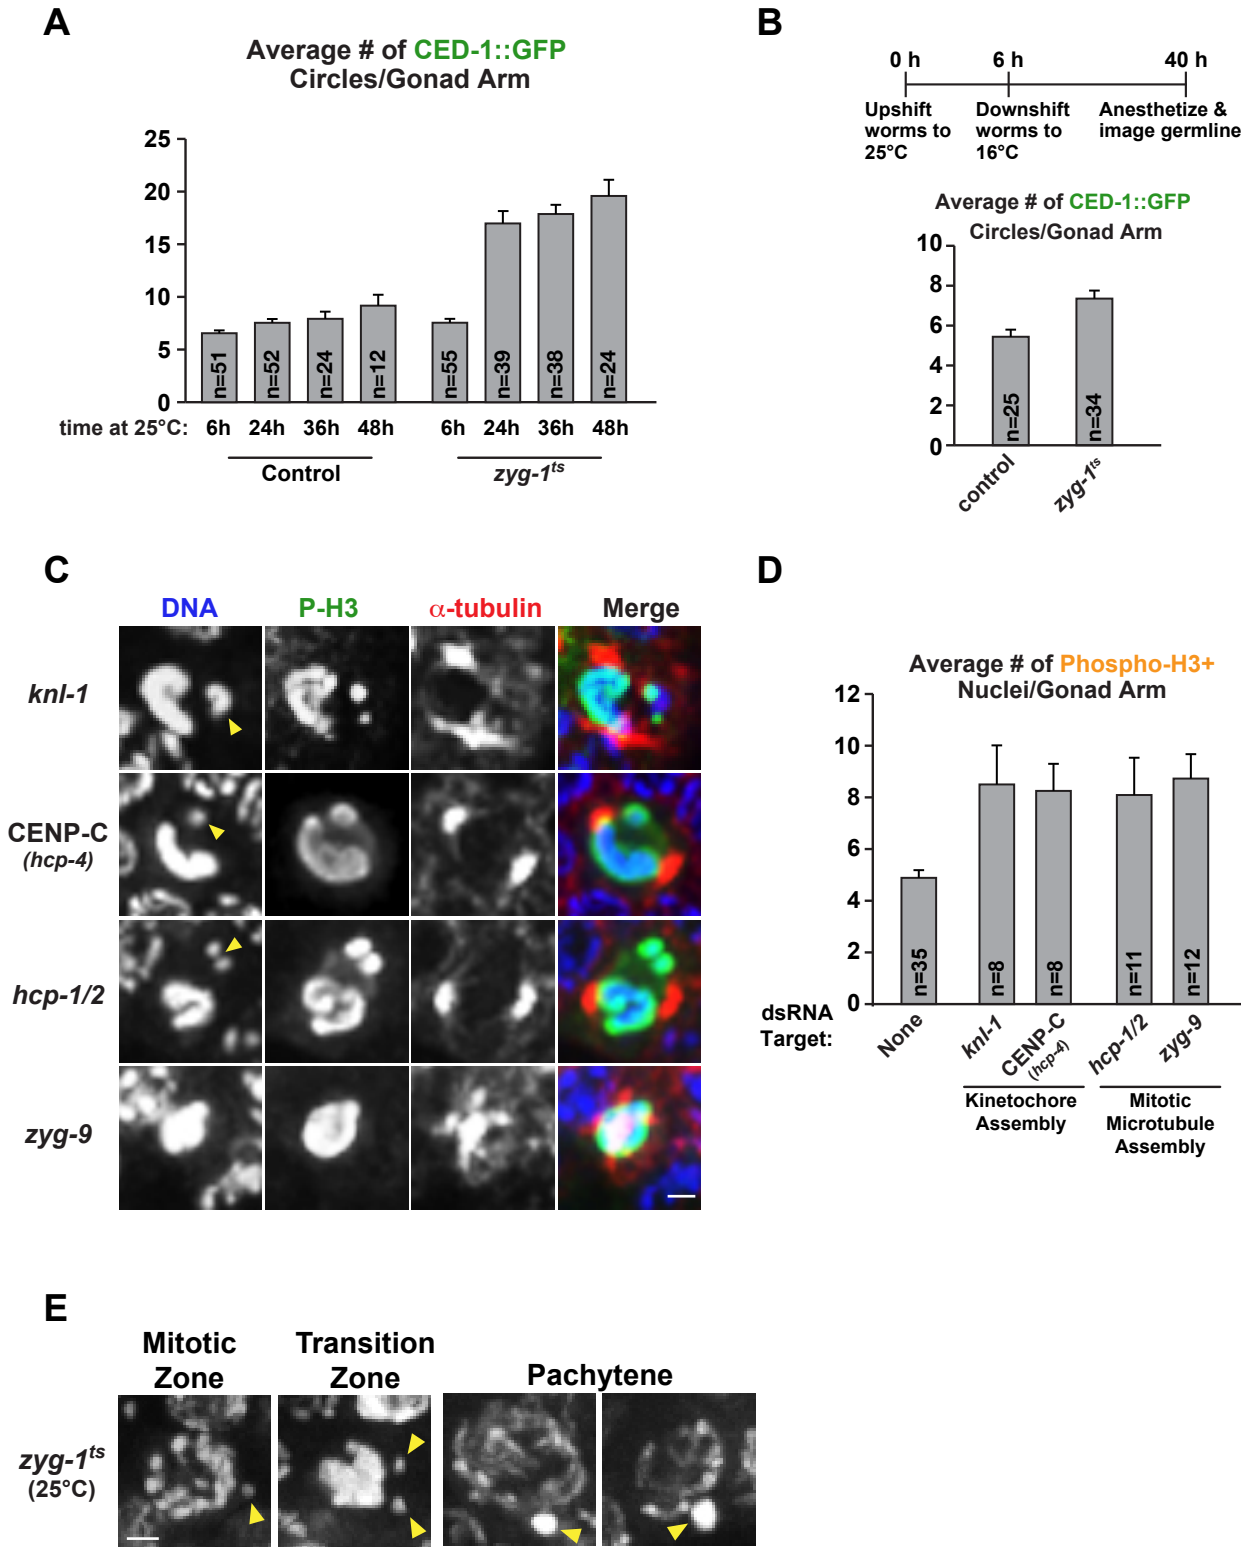 A
Average # of CED-1::GFP
Circles/Gonad Arm
25
20
15
10
5
0
n=51
n=52
n=24
n=12
n=55
n=39
n=38
n=24
time at 25°C: 6h 24h 36h 48h 6h 24h 36h 48h
Control
zyg-1ts
B
0 h 6 h 40 h
Upshift
worms to
25°C
Downshift
worms to
16°C
Anesthetize &
image germline
Average # of CED-1::GFP
Circles/Gonad Arm
10
8
6
4
2
0
n=25
n=34
control
zyg-1ts
C
DNA P-H3 α-tubulin Merge
knl-1
CENP-C
(hcp-4)
hcp-1/2
zyg-9
D
Average # of Phospho-H3+
Nuclei/Gonad Arm
12
10
8
6
4
2
0
n=35
n=8
n=8
n=11
n=12
dsRNA
Target:
None
knl-1
CENP-C
(hcp-4)
hcp-1/2
zyg-9
Kinetochore
Assembly
Mitotic
Microtubule
Assembly
E
Mitotic
Zone
Transition
Zone
Pachytene
zyg-1ts
(25°C)